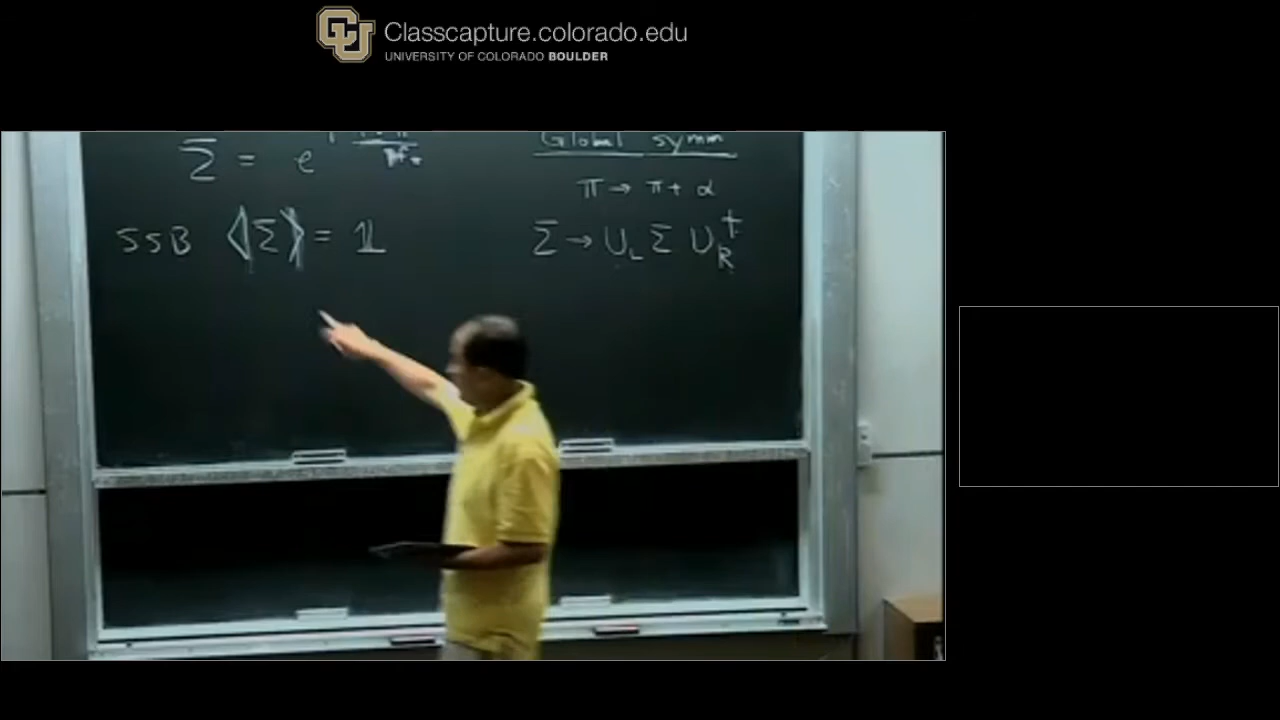 Classcapture.colorado.edu
UNIVERSITY OF COLORADO BOULDER
Global symm
Σ = e
π → π + α
SSB ⟨Σ⟩ = 𝟙
Σ → U_L Σ U_R^†